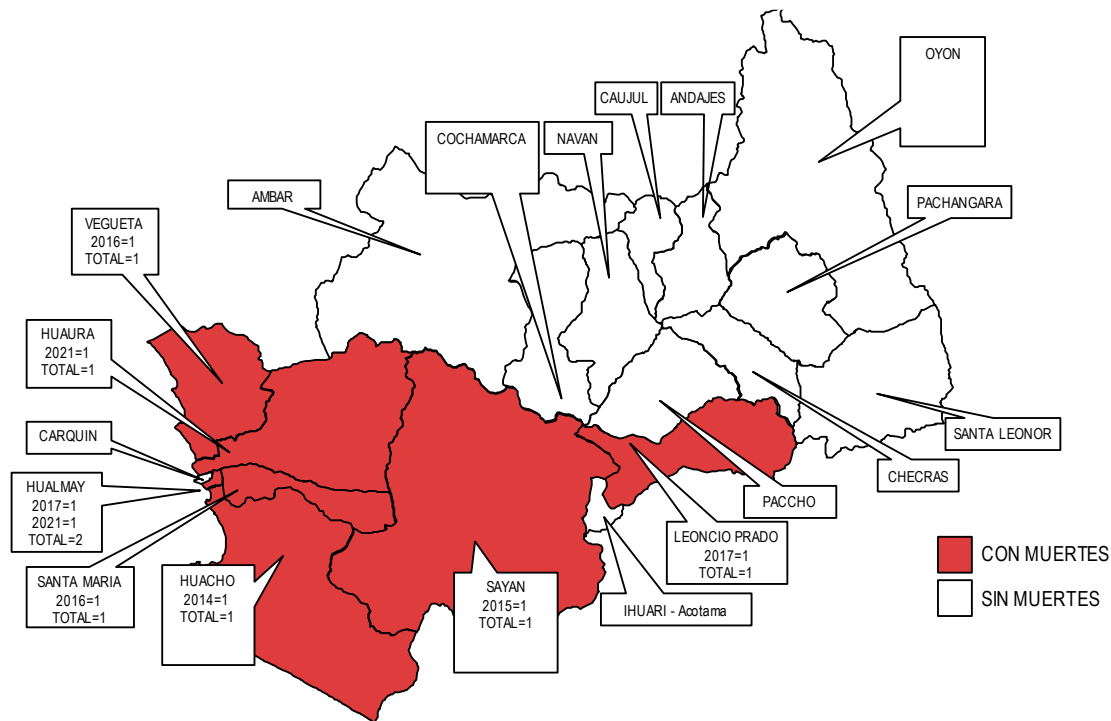 OYON
CAUJUL
ANDAJES
COCHAMARCA
NAVAN
AMBAR
PACHANGARA
VEGUETA
2016=1
TOTAL=1
HUAURA
2021=1
TOTAL=1
CARQUIN
HUALMAY
2017=1
2021=1
TOTAL=2
SANTA MARIA
2016=1
TOTAL=1
HUACHO
2014=1
TOTAL=1
SAYAN
2015=1
TOTAL=1
IHUARI - Acotama
LEONCIO PRADO
2017=1
TOTAL=1
PACCHO
CHECRAS
SANTA LEONOR
CON MUERTES
SIN MUERTES